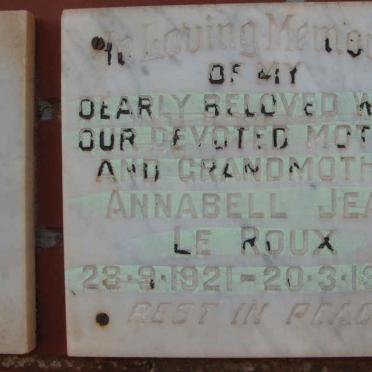 In Loving Memo
OF MY
DEARLY BELOVED W
OUR DEVOTED MOT
AND GRANDMOTH
ANNABELL JEA
LE ROUX
28·9·1921 - 20·3·19
REST IN PEAC